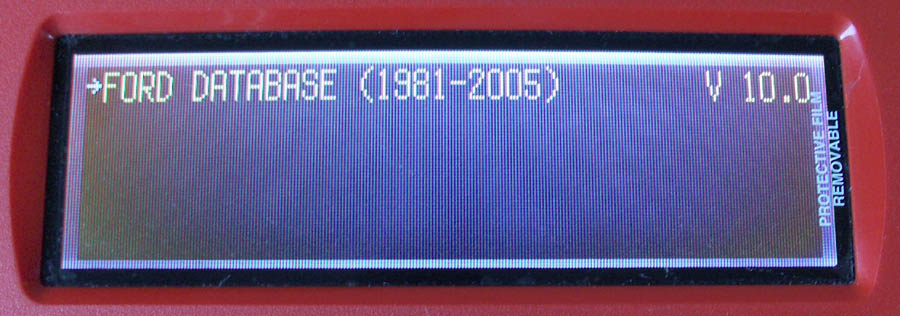 →FORD DATABASE (1981-2005) V 10.0
PROTECTIVE FILM
REMOVABLE